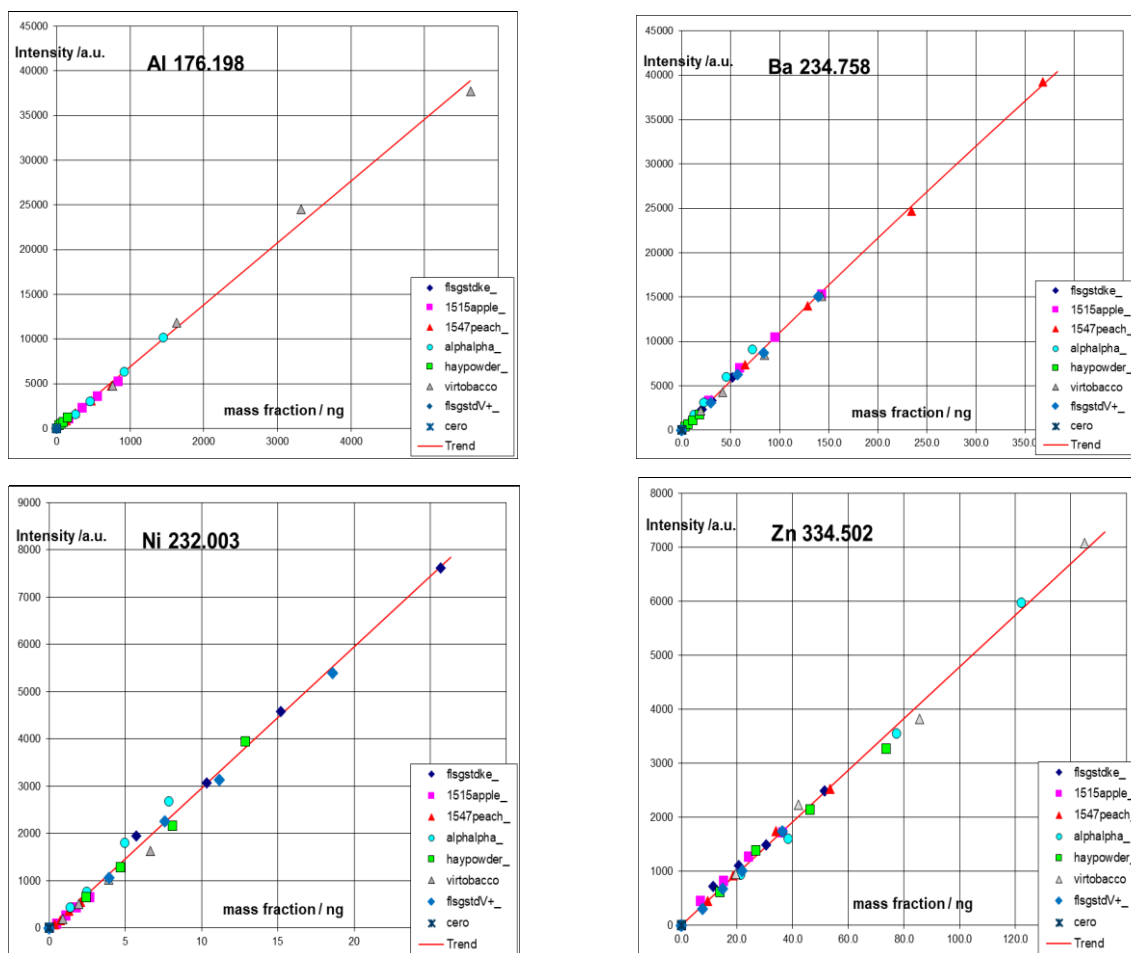 45000
Intensity /a.u.
Al 176.198
40000
35000
30000
25000
20000
15000
10000
5000
0
mass fraction / ng
0
1000
2000
3000
4000
flsgstdke_
1515apple_
1547peach_
alphalpha_
haypowder_
virtobacco
flsgstdV+_
cero
Trend
45000
Intensity /a.u.
Ba 234.758
40000
35000
30000
25000
20000
15000
10000
5000
0
mass fraction / ng
0.0
50.0
100.0
150.0
200.0
250.0
300.0
350.
flsgstdke_
1515apple_
1547peach_
alphalpha_
haypowder_
virtobacco
flsgstdV+_
cero
Trend
9000
Intensity /a.u.
Ni 232.003
8000
7000
6000
5000
4000
3000
2000
1000
0
mass fraction / ng
0
5
10
15
20
flsgstdke_
1515apple_
1547peach_
alphalpha_
haypowder_
virtobacco
flsgstdV+_
cero
Trend
8000
Intensity /a.u.
Zn 334.502
7000
6000
5000
4000
3000
2000
1000
0
mass fraction / ng
0.0
20.0
40.0
60.0
80.0
100.0
120.0
flsgstdke_
1515apple_
1547peach_
alphalpha_
haypowder_
virtobacco
flsgstdV+_
cero
Trend